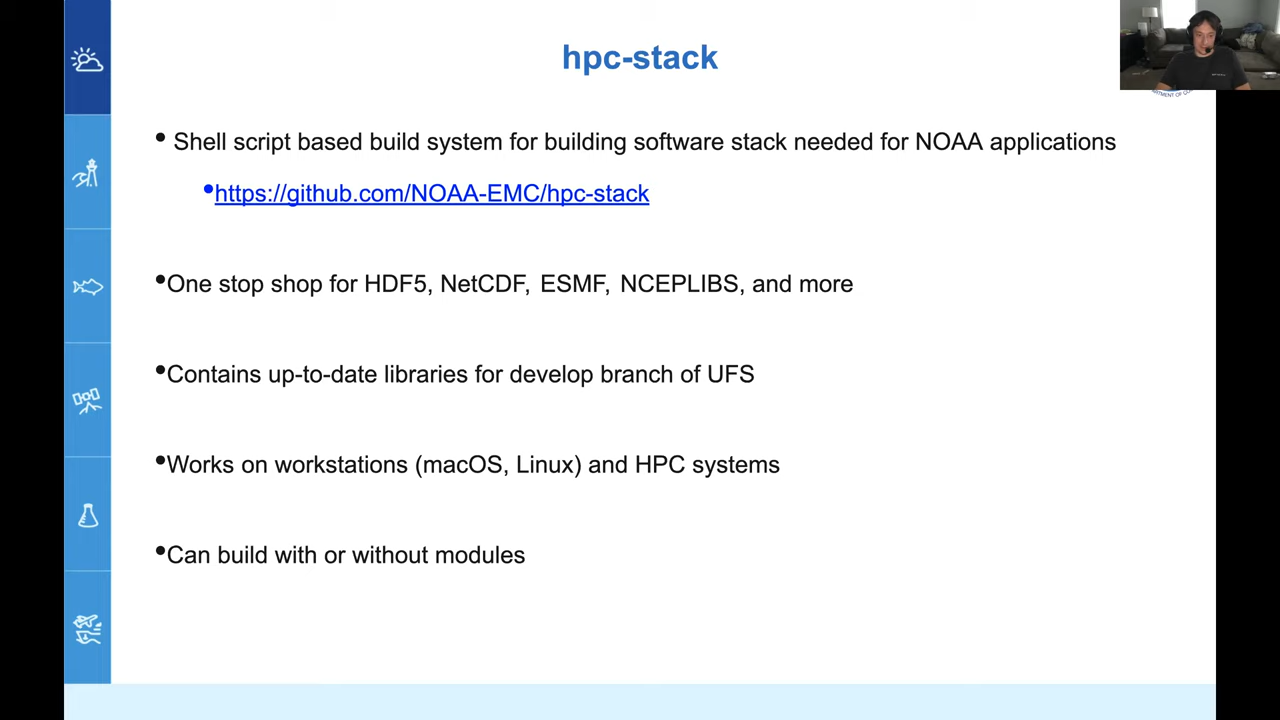 hpc-stack
• Shell script based build system for building software stack needed for NOAA applications
•https://github.com/NOAA-EMC/hpc-stack
•One stop shop for HDF5, NetCDF, ESMF, NCEPLIBS, and more
•Contains up-to-date libraries for develop branch of UFS
•Works on workstations (macOS, Linux) and HPC systems
•Can build with or without modules